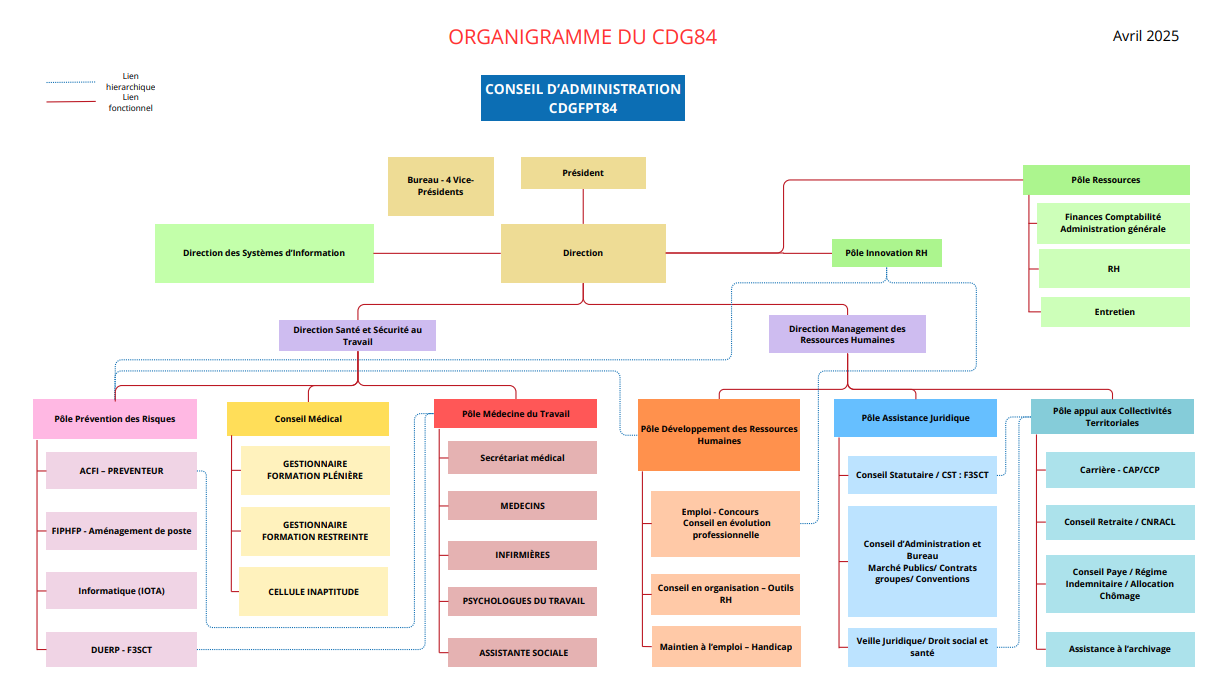 ORGANIGRAMME DU CDG84
Avril 2025
Lien
hierarchique
Lien
fonctionnel
CONSEIL D’ADMINISTRATION
CDGFPT84
Bureau - 4 Vice-
Présidents
Président
Pôle Ressources
Finances Comptabilité
Administration générale
RH
Entretien
Direction des Systèmes d’Information
Direction
Pôle Innovation RH
Direction Santé et Sécurité au
Travail
Direction Management des
Ressources Humaines
Pôle Prévention des Risques
ACFI – PREVENTEUR
FIPHFP - Aménagement de poste
Informatique (IOTA)
DUERP - F3SCT
Conseil Médical
GESTIONNAIRE
FORMATION PLÉNIÈRE
GESTIONNAIRE
FORMATION RESTREINTE
CELLULE INAPTITUDE
Pôle Médecine du Travail
Secrétariat médical
MEDECINS
INFIRMIÈRES
PSYCHOLOGUES DU TRAVAIL
ASSISTANTE SOCIALE
Pôle Développement des Ressources
Humaines
Emploi - Concours
Conseil en évolution
professionnelle
Conseil en organisation – Outils
RH
Maintien à l’emploi – Handicap
Pôle Assistance Juridique
Conseil Statutaire / CST : F3SCT
Conseil d’Administration et
Bureau
Marché Publics/ Contrats
groupes/ Conventions
Veille Juridique/ Droit social et
santé
Pôle appui aux Collectivités
Territoriales
Carrière - CAP/CCP
Conseil Retraite / CNRACL
Conseil Paye / Régime
Indemnitaire / Allocation
Chômage
Assistance à l’archivage